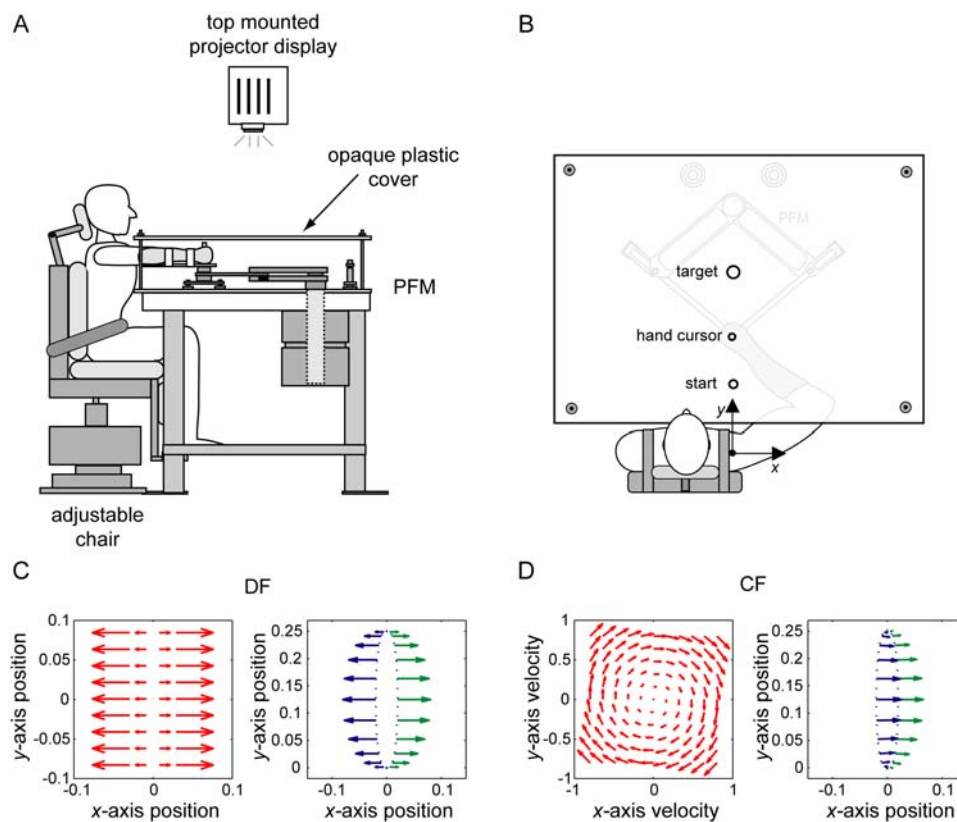 A
top mounted
projector display
opaque plastic
cover
PFM
adjustable
chair
B
PFM
target
hand cursor
start
y
x
C
DF
y-axis position
0.1
0.05
0
-0.05
-0.1
-0.1
0
0.1
x-axis position
y-axis position
0.25
0.2
0.15
0.1
0.05
0
-0.1
0
0.1
x-axis position
D
CF
y-axis velocity
1
0.5
0
-0.5
-1
-1
0
1
x-axis velocity
y-axis position
0.25
0.2
0.15
0.1
0.05
0
-0.1
0
0.1
x-axis position